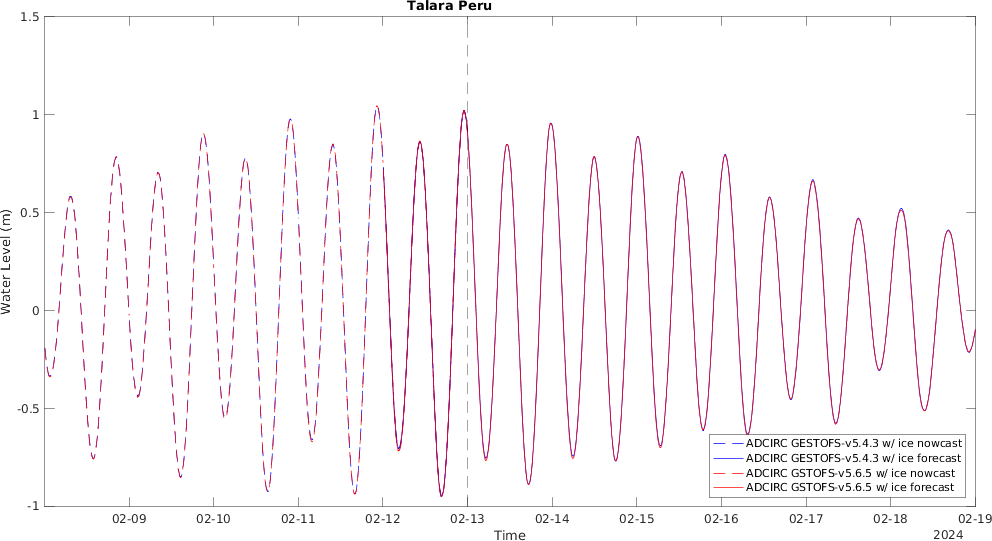 Talara Peru
1.5
1
0.5
0
-0.5
-1
Water Level (m)
ADCIRC GESTOFS-v5.4.3 w/ ice nowcast
ADCIRC GESTOFS-v5.4.3 w/ ice forecast
ADCIRC GSTOFS-v5.6.5 w/ ice nowcast
ADCIRC GSTOFS-v5.6.5 w/ ice forecast
02-09 02-10 02-11 02-12 02-13 02-14 02-15 02-16 02-17 02-18 02-19
Time
2024